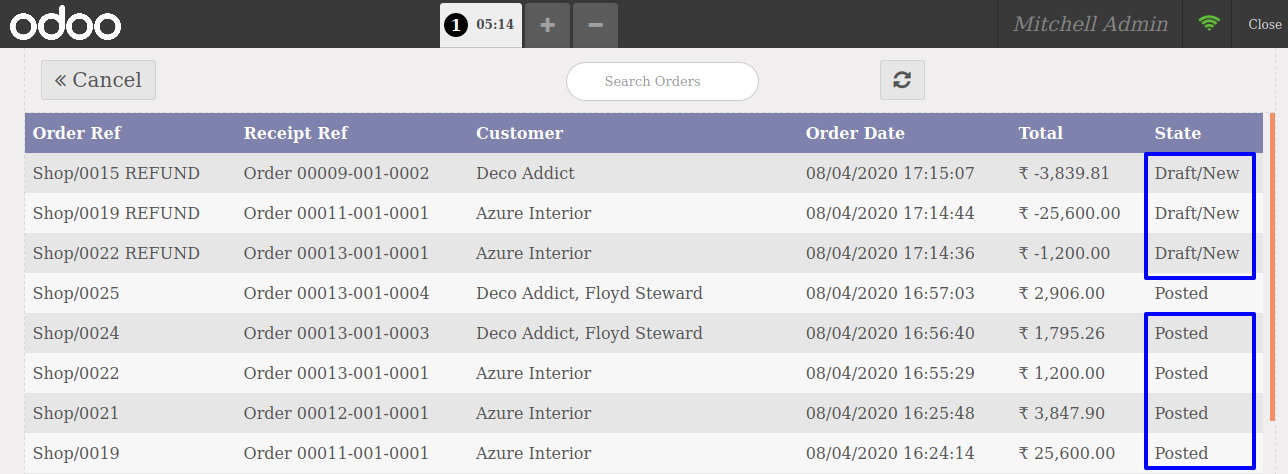 odoo 1 05:14 + − Mitchell Admin Close
« Cancel Search Orders
Order Ref Receipt Ref Customer Order Date Total State
Shop/0015 REFUND Order 00009-001-0002 Deco Addict 08/04/2020 17:15:07 ₹ -3,839.81 Draft/New
Shop/0019 REFUND Order 00011-001-0001 Azure Interior 08/04/2020 17:14:44 ₹ -25,600.00 Draft/New
Shop/0022 REFUND Order 00013-001-0001 Azure Interior 08/04/2020 17:14:36 ₹ -1,200.00 Draft/New
Shop/0025 Order 00013-001-0004 Deco Addict, Floyd Steward 08/04/2020 16:57:03 ₹ 2,906.00 Posted
Shop/0024 Order 00013-001-0003 Deco Addict, Floyd Steward 08/04/2020 16:56:40 ₹ 1,795.26 Posted
Shop/0022 Order 00013-001-0001 Azure Interior 08/04/2020 16:55:29 ₹ 1,200.00 Posted
Shop/0021 Order 00012-001-0001 Azure Interior 08/04/2020 16:25:48 ₹ 3,847.90 Posted
Shop/0019 Order 00011-001-0001 Azure Interior 08/04/2020 16:24:14 ₹ 25,600.00 Posted